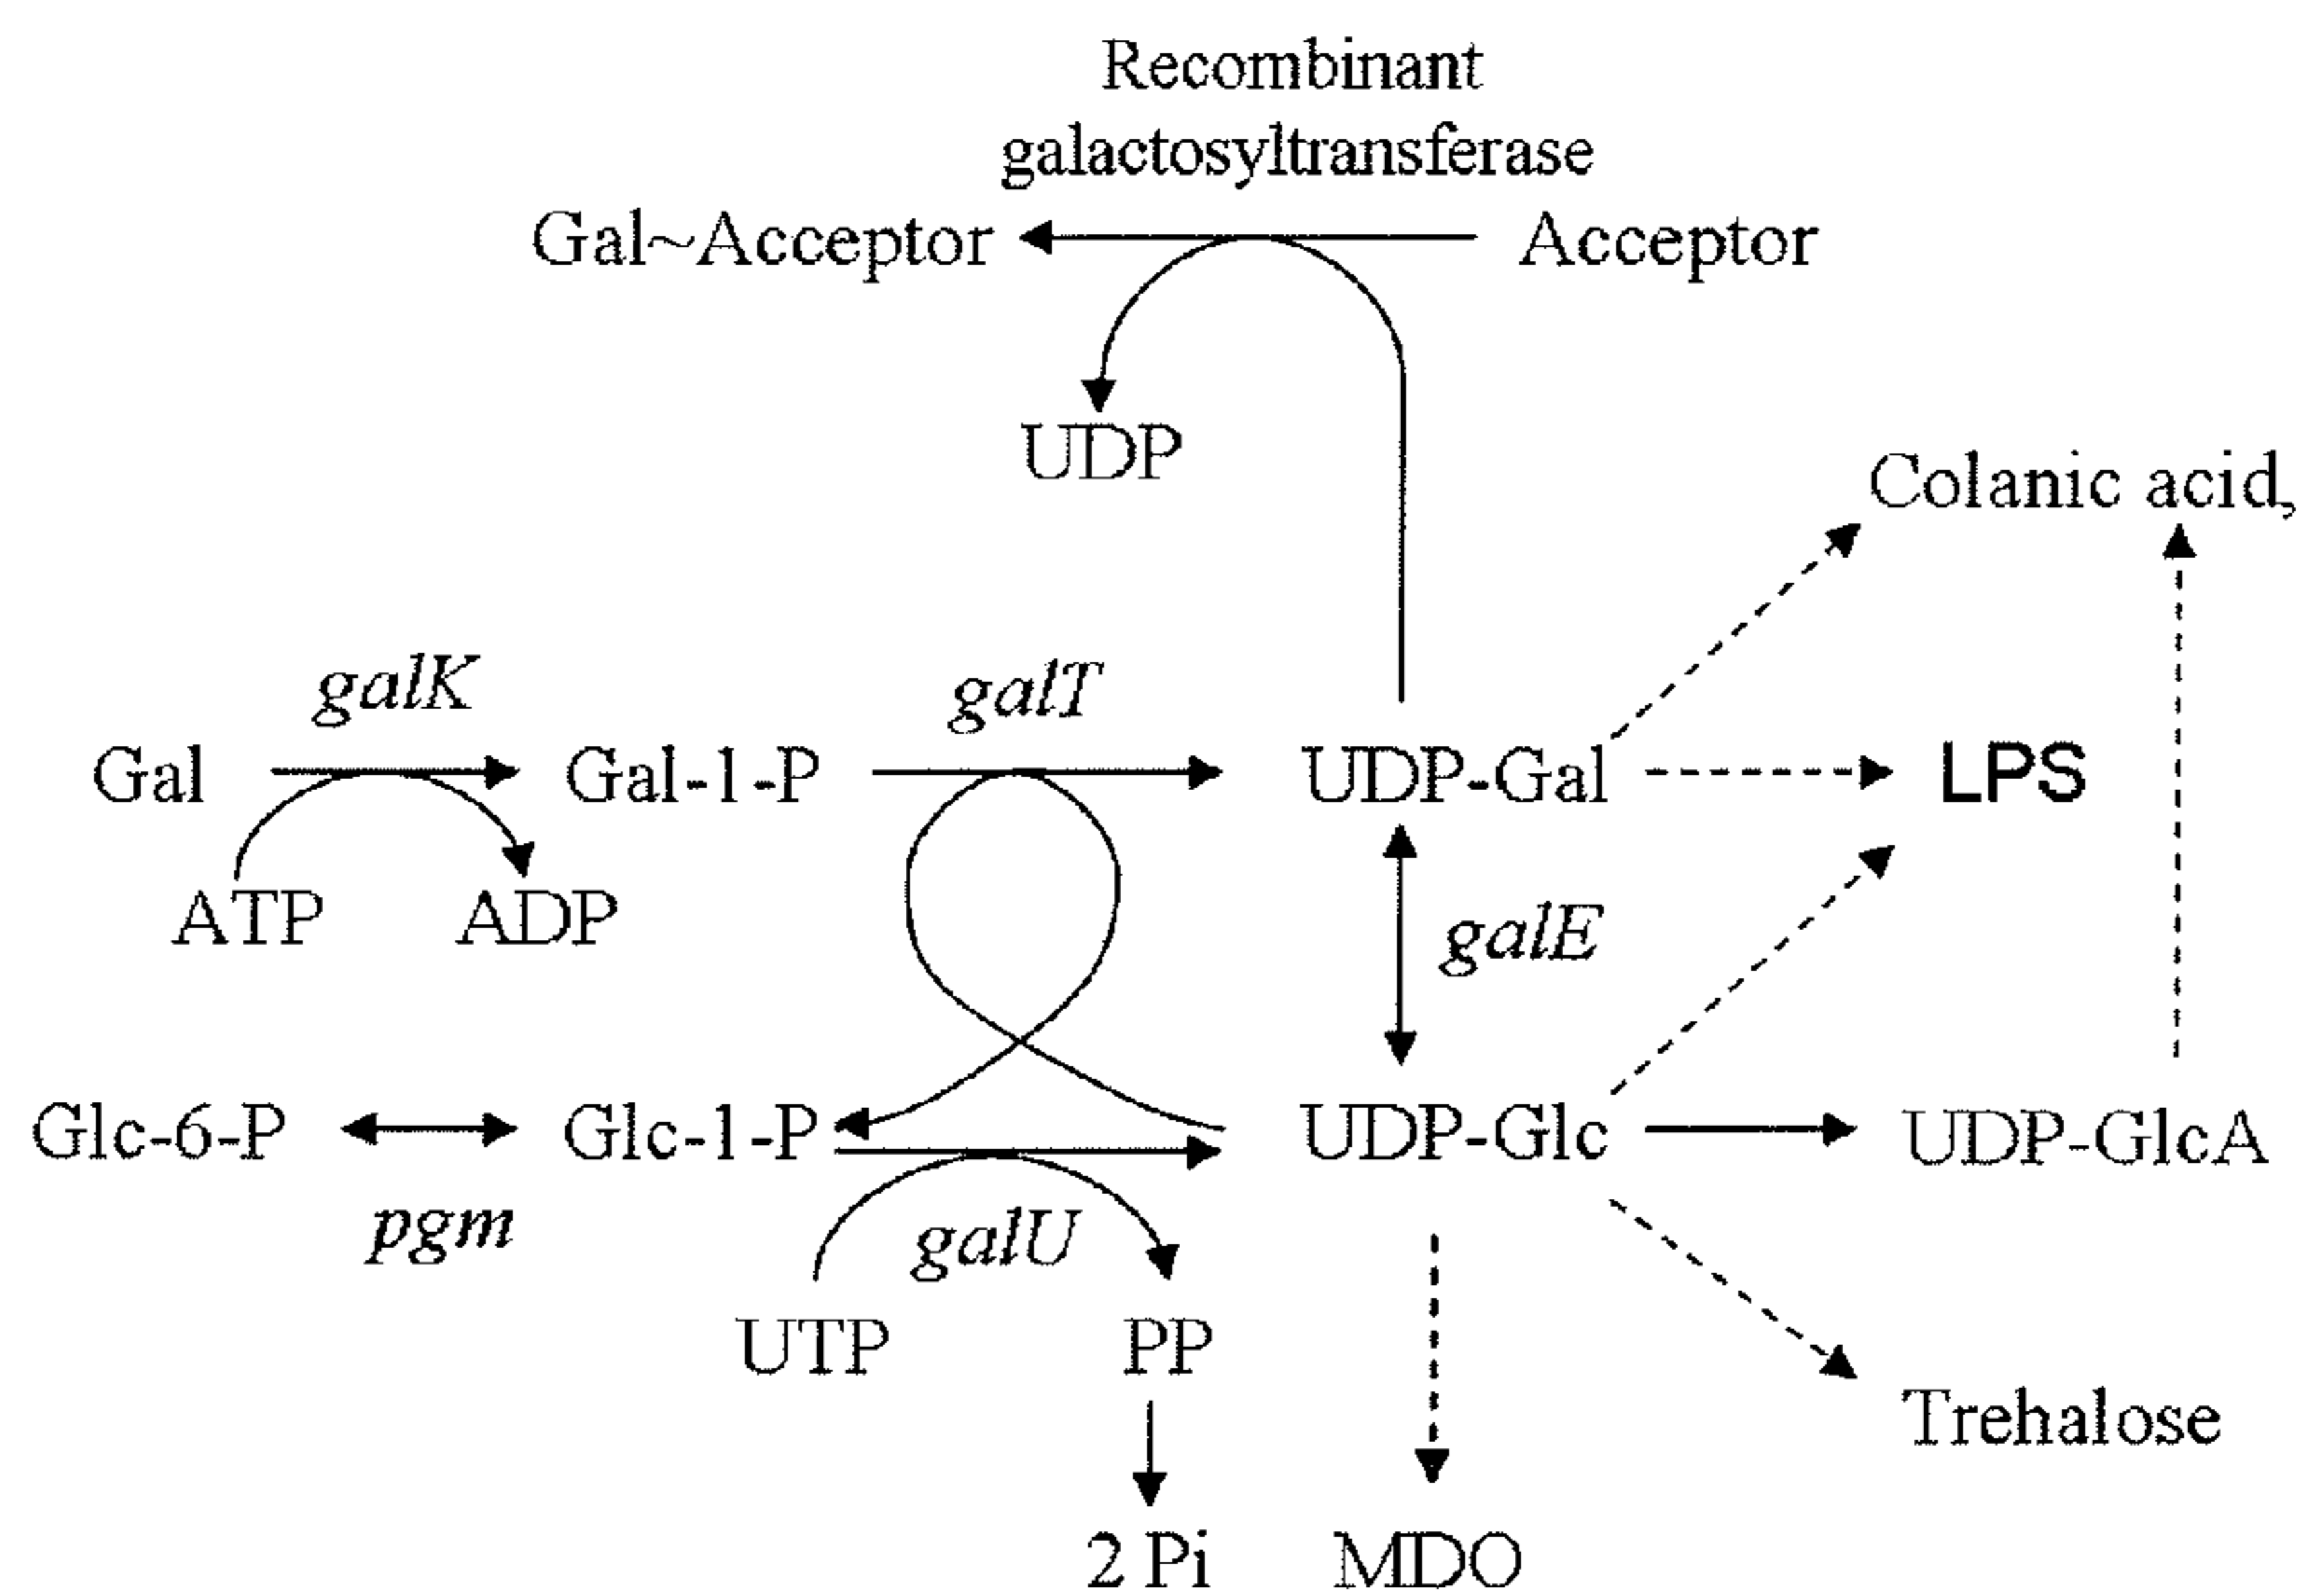 Recombinant
galactosyltransferase
Gal~Acceptor
Acceptor
UDP
Colanic acid,
galK
galT
Gal
Gal-1-P
UDP-Gal
LPS
ATP
ADP
galE
Glc-6-P
Glc-1-P
UDP-Glc
UDP-GlcA
pgm
galU
UTP
PP
Trehalose
2 Pi
MDO